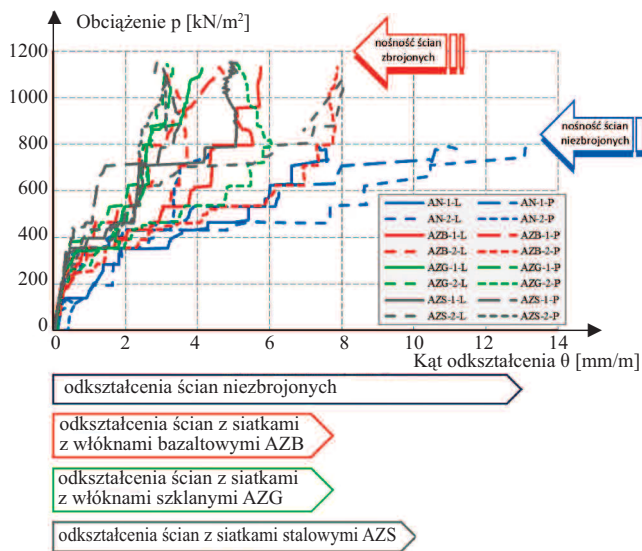 Obciążenie p [kN/m²]
1200
1000
800
600
400
200
0
0
2
4
6
8
10
12
14
Kąt odkształcenia θ [mm/m]
nośność ścian
zbrojonych
nośność ścian
niezbrojonych
AN-1-L
AN-1-P
AN-2-L
AN-2-P
AZB-1-L
AZB-1-P
AZB-2-L
AZB-2-P
AZG-1-L
AZG-1-P
AZG-2-L
AZG-2-P
AZS-1-L
AZS-1-P
AZS-2-L
AZS-2-P
odkształcenia ścian niezbrojonych
odkształcenia ścian z siatkami
z włóknami bazaltowymi AZB
odkształcenia ścian z siatkami
z włóknami szklanymi AZG
odkształcenia ścian z siatkami stalowymi AZS